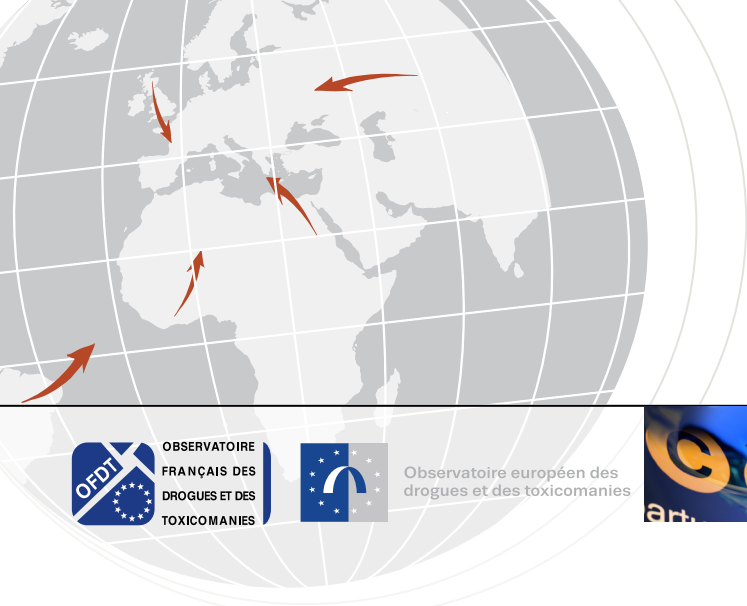 OFDT
OBSERVATOIRE
FRANÇAIS DES
DROGUES ET DES
TOXICOMANIES
Observatoire européen des
drogues et des toxicomanies
C